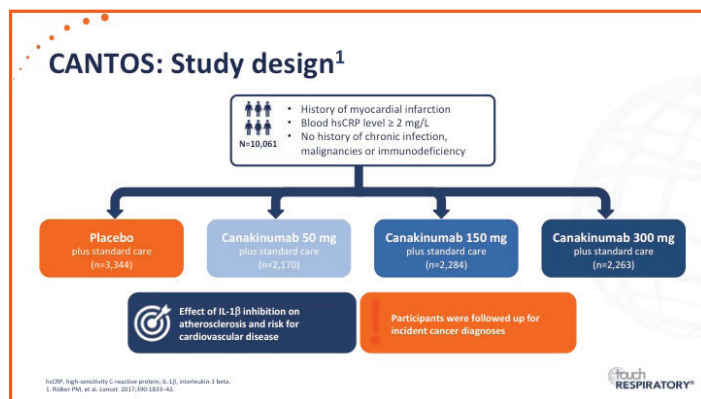 CANTOS: Study design1
N=10,061
• History of myocardial infarction
• Blood hsCRP level ≥ 2 mg/L
• No history of chronic infection,
malignancies or immunodeficiency
Placebo
plus standard care
(n=3,344)
Canakinumab 50 mg
plus standard care
(n=2,170)
Canakinumab 150 mg
plus standard care
(n=2,284)
Canakinumab 300 mg
plus standard care
(n=2,263)
Effect of IL-1β inhibition on
atherosclerosis and risk for
cardiovascular disease
Participants were followed up for
incident cancer diagnoses
hsCRP, high-sensitivity C-reactive protein; IL-1β, interleukin-1 beta.
1. Ridker PM, et al. Lancet. 2017;390:1833–42.
touch
RESPIRATORY®